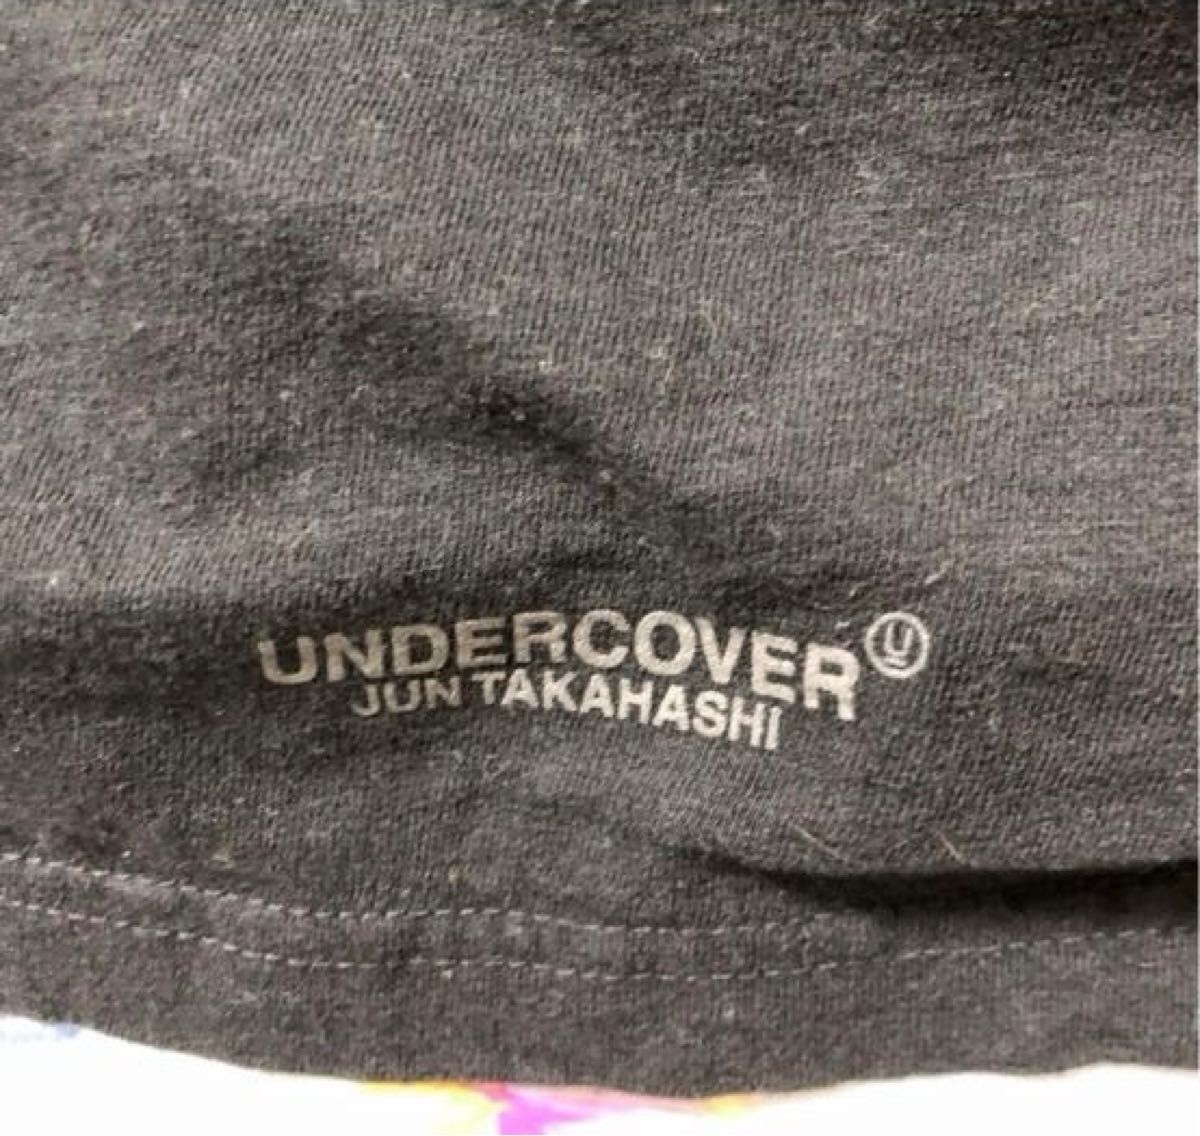 UNDERCOVER Ⓤ
JUN TAKAHASHI